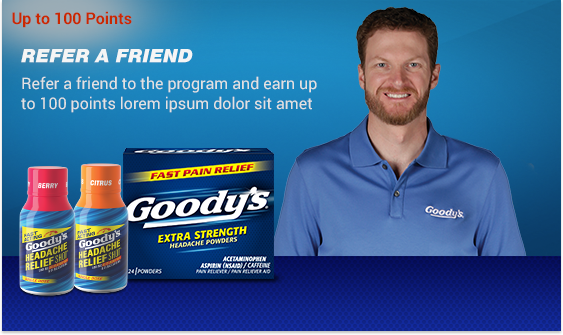 Up to 100 Points
REFER A FRIEND
Refer a friend to the program and earn up
to 100 points lorem ipsum dolor sit amet
BERRY
CITRUS
FAST PAIN RELIEF
Goody's
EXTRA STRENGTH
HEADACHE POWDERS
ACETAMINOPHEN
ASPIRIN (NSAID) / CAFFEINE
24 | POWDERS
PAIN RELIEVER / PAIN RELIEVER AID
Goody's
HEADACHE
RELIEF SHOT
Goody's
HEADACHE
RELIEF SHOT
Goody's